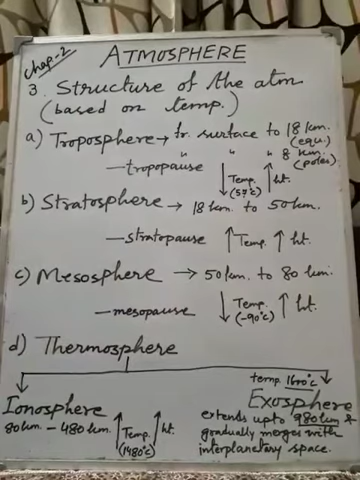 chap-2
ATMOSPHERE
3. Structure of the atm
(based on temp.)
a) Troposphere → fr. surface to 18 km. (equ.)
" " " 8 km. (poles)
— tropopause ↓ Temp. (57°C) ↑ ht.
b) Stratosphere → 18 km. to 50 km.
— stratopause ↑ Temp. ↑ ht.
c) Mesosphere → 50 km. to 80 km.
— mesopause ↓ Temp. (-90°C) ↑ ht.
d) Thermosphere
Ionosphere
80 km - 480 km. ↑ Temp. (1480°C) ↑ ht.
temp. 1600°C
Exosphere
extends upto 980 km &
gradually merges with
interplanetary space.